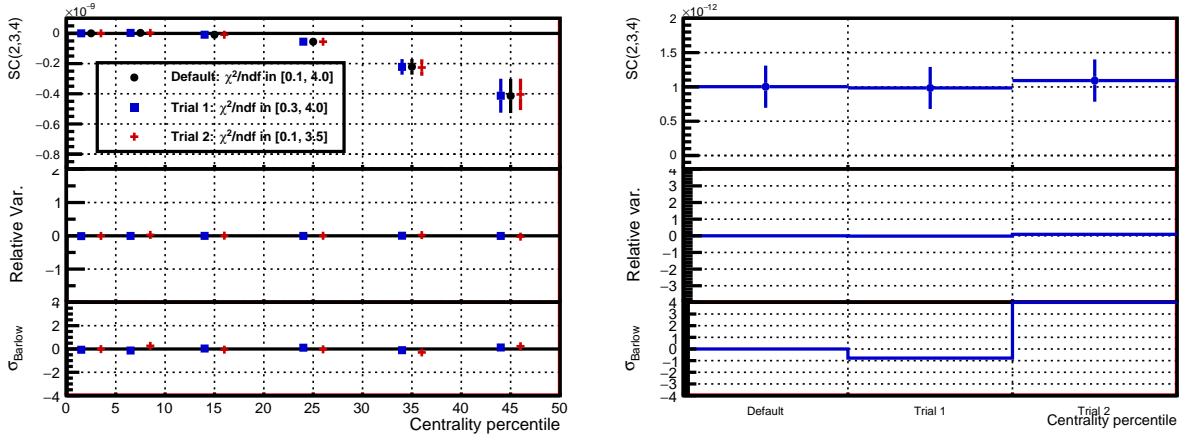 ×10⁻⁹
SC(2,3,4)
0
−0.2
−0.4
−0.6
−0.8
Default: χ²/ndf in [0.1, 4.0]
Trial 1: χ²/ndf in [0.3, 4.0]
Trial 2: χ²/ndf in [0.1, 3.5]
Relative Var.
2
1
0
−1
σBarlow
4
2
0
−2
−4
0 5 10 15 20 25 30 35 40 45 50
Centrality percentile
×10⁻¹²
SC(2,3,4)
2
1.5
1
0.5
0
Relative Var.
4
3
2
1
0
−1
−2
−3
σBarlow
4
3
2
1
0
−1
−2
−3
−4
Default Trial 1 Trial 2
Centrality percentile